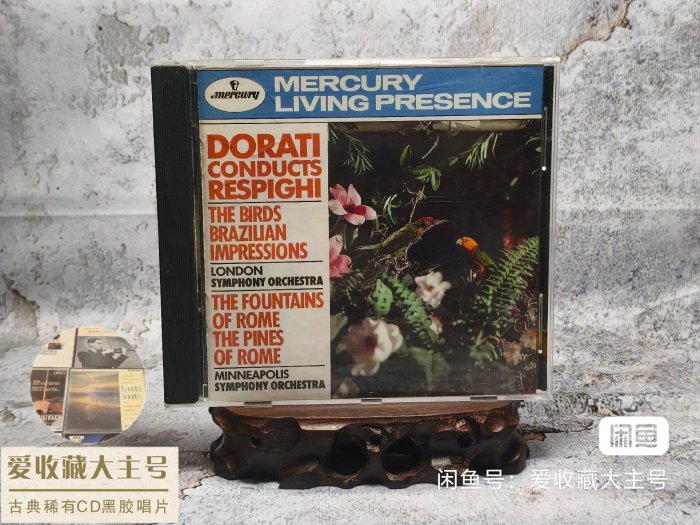 mercury
MERCURY
LIVING PRESENCE
DORATI
CONDUCTS
RESPIGHI
THE BIRDS
BRAZILIAN
IMPRESSIONS
LONDON
SYMPHONY ORCHESTRA
THE FOUNTAINS
OF ROME
THE PINES
OF ROME
MINNEAPOLIS
SYMPHONY ORCHESTRA
爱收藏大主号
古典稀有CD黑胶唱片
闲鱼
闲鱼号：爱收藏大主号